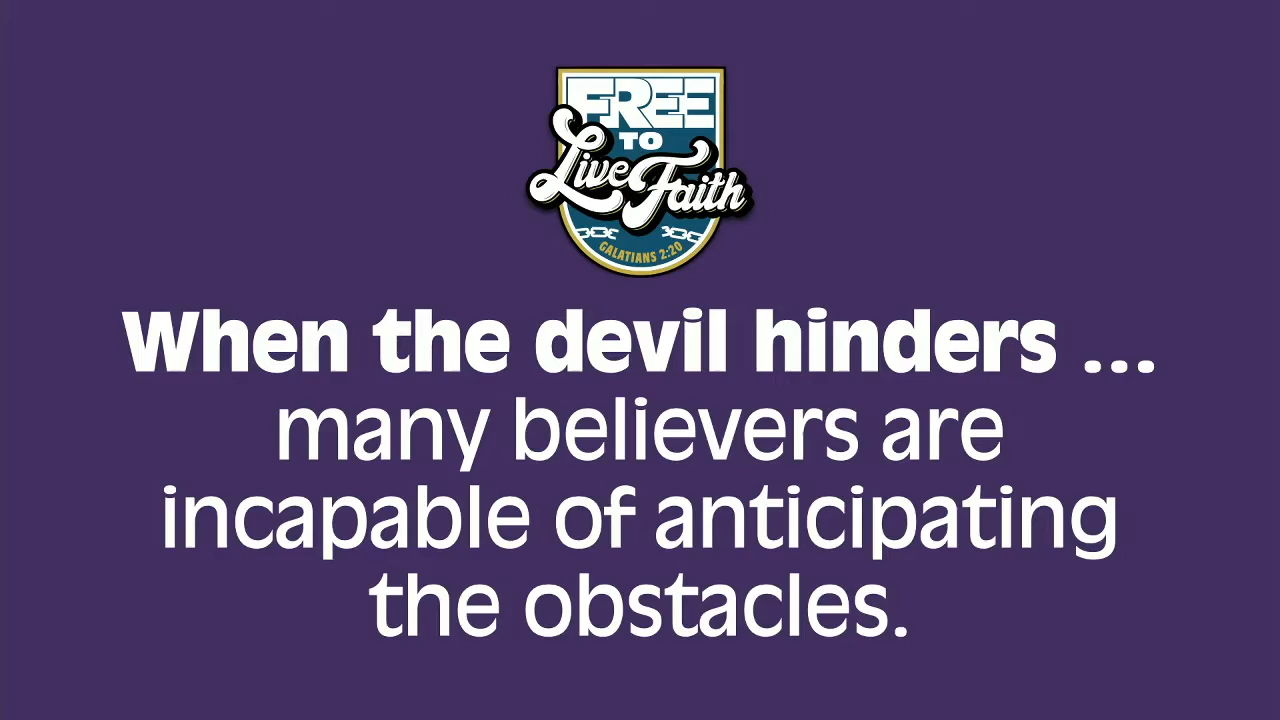 FREE
TO
Live Faith
GALATIANS 2:20
When the devil hinders ...
many believers are
incapable of anticipating
the obstacles.